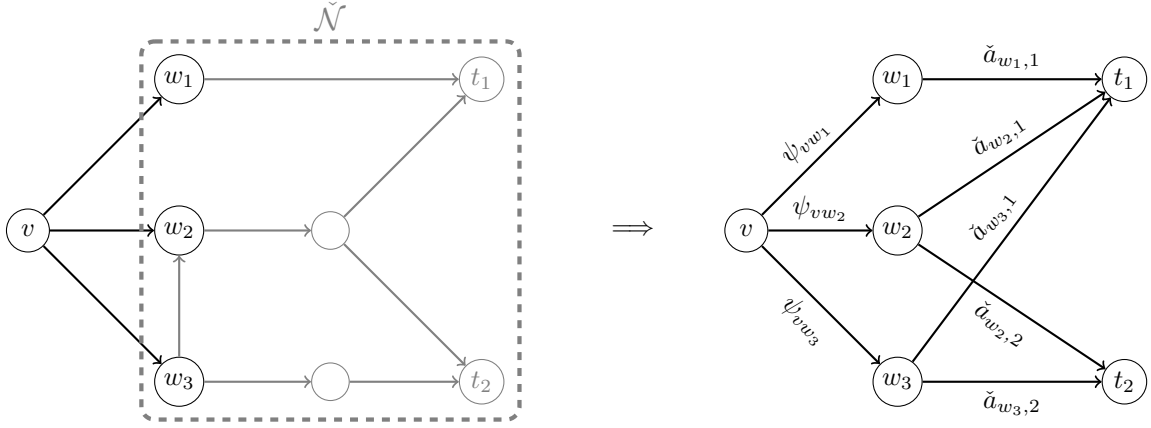 𝒩̌
w₁
t₁
v
w₂
w₃
t₂
⟹
w₁
ǎ_{w₁,1}
t₁
ψ_{vw₁}
ǎ_{w₂,1}
v
ψ_{vw₂}
w₂
ǎ_{w₃,1}
ψ_{vw₃}
ǎ_{w₂,2}
w₃
ǎ_{w₃,2}
t₂